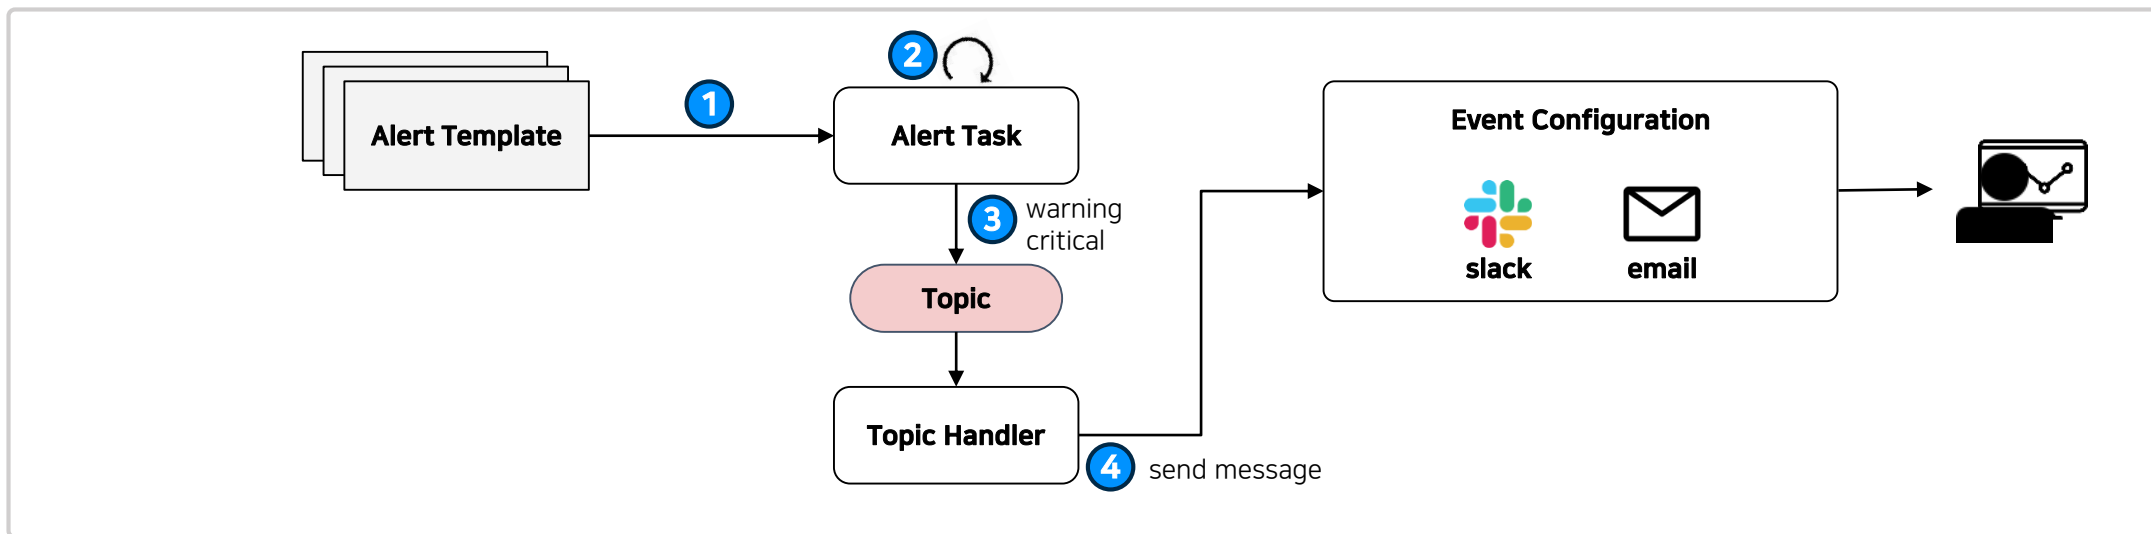 2
1
Alert Template
Alert Task
Event Configuration
3
warning
critical
slack
email
Topic
Topic Handler
4
send message